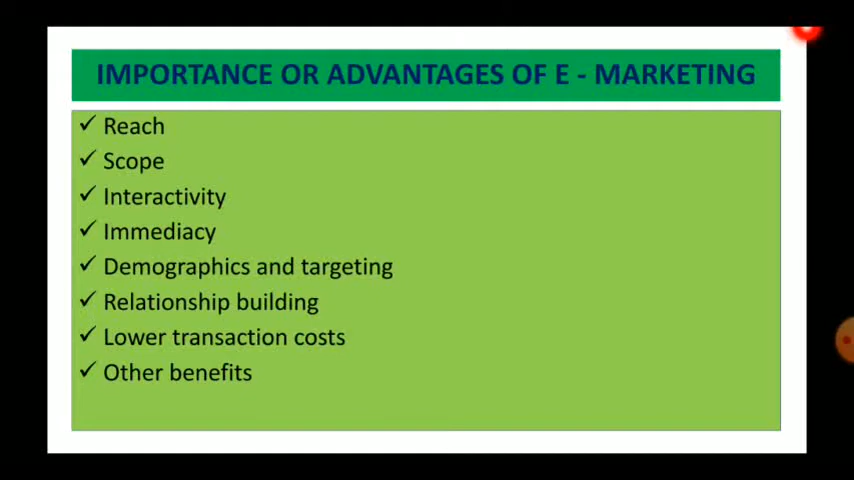 IMPORTANCE OR ADVANTAGES OF E - MARKETING
✓ Reach
✓ Scope
✓ Interactivity
✓ Immediacy
✓ Demographics and targeting
✓ Relationship building
✓ Lower transaction costs
✓ Other benefits